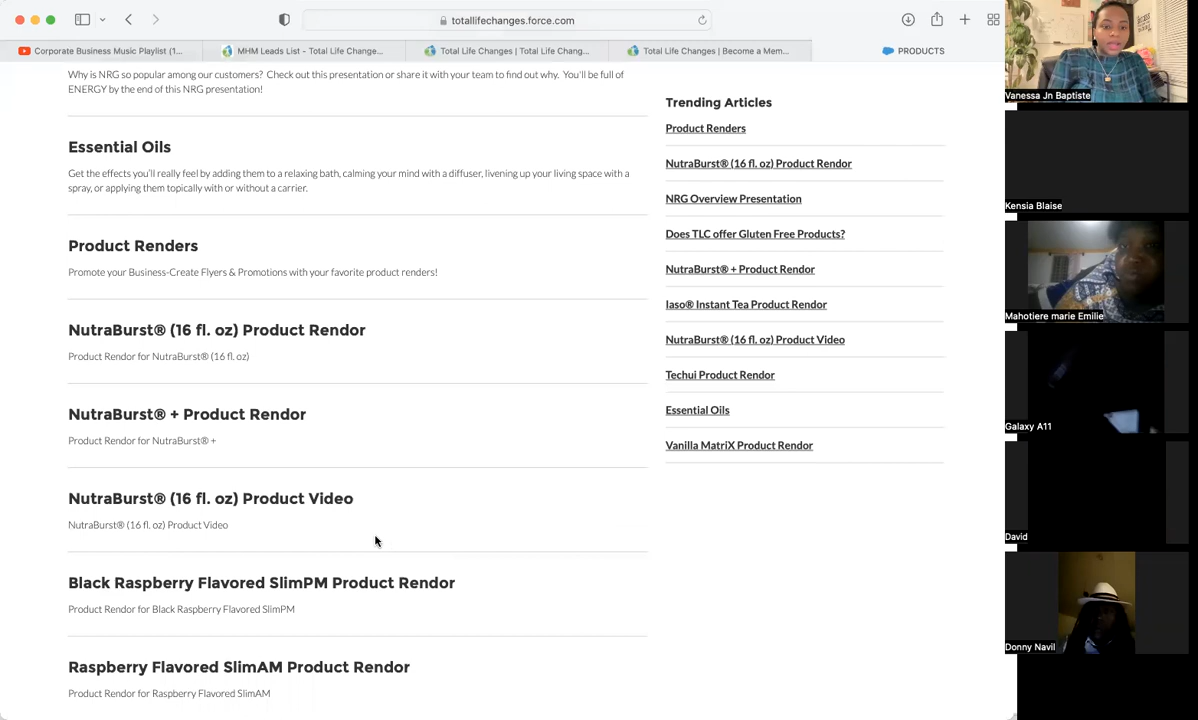 totallifechanges.force.com
Corporate Business Music Playlist (1...
MHM Leads List - Total Life Change...
Total Life Changes | Total Life Chang...
Total Life Changes | Become a Mem...
PRODUCTS
Why is NRG so popular among our customers? Check out this presentation or share it with your team to find out why. You'll be full of
ENERGY by the end of this NRG presentation!
Essential Oils
Get the effects you'll really feel by adding them to a relaxing bath, calming your mind with a diffuser, livening up your living space with a
spray, or applying them topically with or without a carrier.
Product Renders
Promote your Business-Create Flyers & Promotions with your favorite product renders!
NutraBurst® (16 fl. oz) Product Rendor
Product Rendor for NutraBurst® (16 fl. oz)
NutraBurst® + Product Rendor
Product Rendor for NutraBurst® +
NutraBurst® (16 fl. oz) Product Video
NutraBurst® (16 fl. oz) Product Video
Black Raspberry Flavored SlimPM Product Rendor
Product Rendor for Black Raspberry Flavored SlimPM
Raspberry Flavored SlimAM Product Rendor
Product Rendor for Raspberry Flavored SlimAM
Trending Articles
Product Renders
NutraBurst® (16 fl. oz) Product Rendor
NRG Overview Presentation
Does TLC offer Gluten Free Products?
NutraBurst® + Product Rendor
Iaso® Instant Tea Product Rendor
NutraBurst® (16 fl. oz) Product Video
Techui Product Rendor
Essential Oils
Vanilla MatriX Product Rendor
Vanessa Jn Baptiste
Kensia Blaise
Mahotiere marie Emilie
Galaxy A11
David
Donny Navil